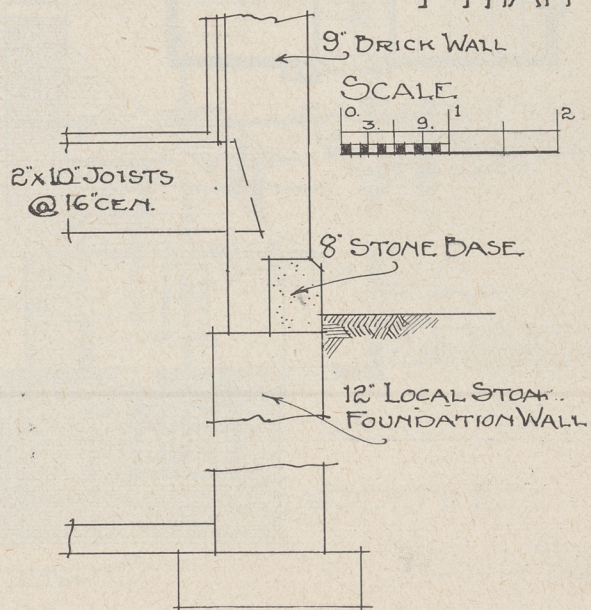 9" BRICK WALL
SCALE
0. 1 2
3. 9.
2"x10" JOISTS
@ 16" CEN.
8" STONE BASE
12" LOCAL STONE..
FOUNDATION WALL